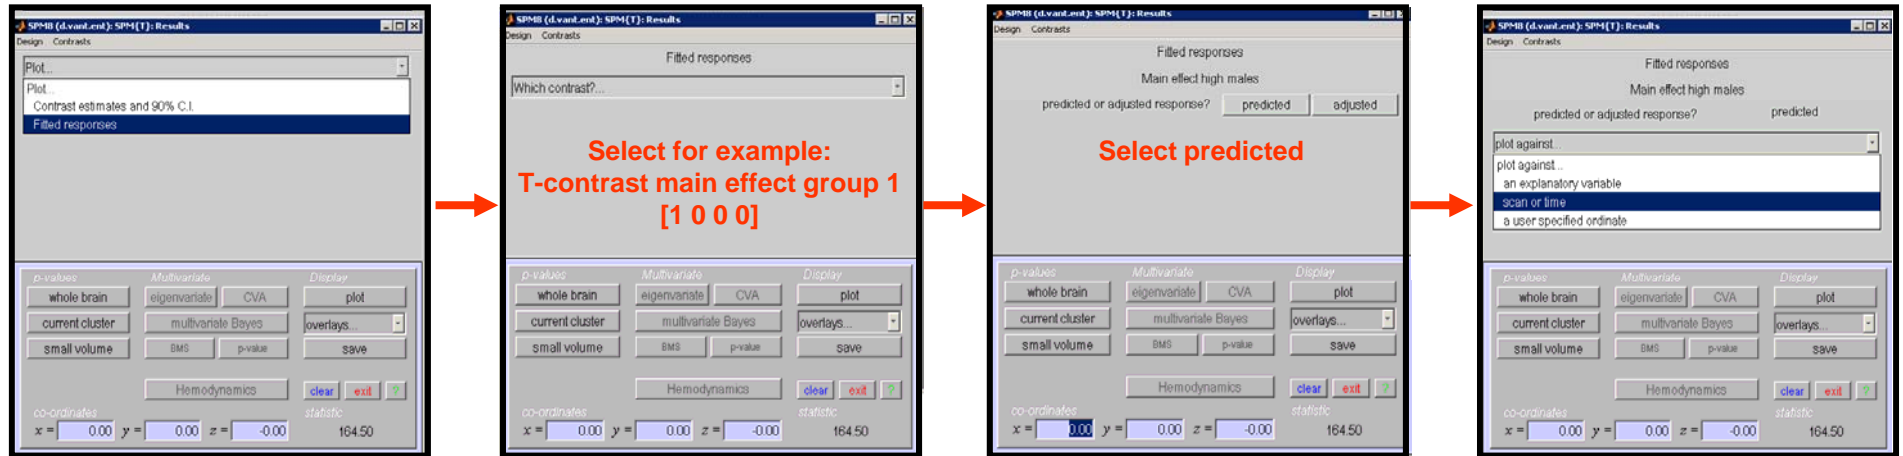 SPM8 (d.vant.ent): SPM{T}: Results
Design Contrasts
Plot...
Plot...
Contrast estimates and 90% C.I.
Fitted responses
p-values Multivariate Display
whole brain eigenvariate CVA plot
current cluster multivariate Bayes overlays...
small volume BMS p-value save
Hemodynamics clear exit ?
co-ordinates statistic
x = 0.00 y = 0.00 z = -0.00 164.50
SPM8 (d.vant.ent): SPM{T}: Results
Design Contrasts
Fitted responses
Which contrast?...
Select for example:
T-contrast main effect group 1
[1 0 0 0]
p-values Multivariate Display
whole brain eigenvariate CVA plot
current cluster multivariate Bayes overlays...
small volume BMS p-value save
Hemodynamics clear exit ?
co-ordinates statistic
x = 0.00 y = 0.00 z = -0.00 164.50
SPM8 (d.vant.ent): SPM{T}: Results
Design Contrasts
Fitted responses
Main effect high males
predicted or adjusted response? predicted adjusted
Select predicted
p-values Multivariate Display
whole brain eigenvariate CVA plot
current cluster multivariate Bayes overlays...
small volume BMS p-value save
Hemodynamics clear exit ?
co-ordinates statistic
x = 0.00 y = 0.00 z = -0.00 164.50
SPM8 (d.vant.ent): SPM{T}: Results
Design Contrasts
Fitted responses
Main effect high males
predicted or adjusted response? predicted
plot against...
plot against...
an explanatory variable
scan or time
a user specified ordinate
p-values Multivariate Display
whole brain eigenvariate CVA plot
current cluster multivariate Bayes overlays...
small volume BMS p-value save
Hemodynamics clear exit ?
co-ordinates statistic
x = 0.00 y = 0.00 z = -0.00 164.50